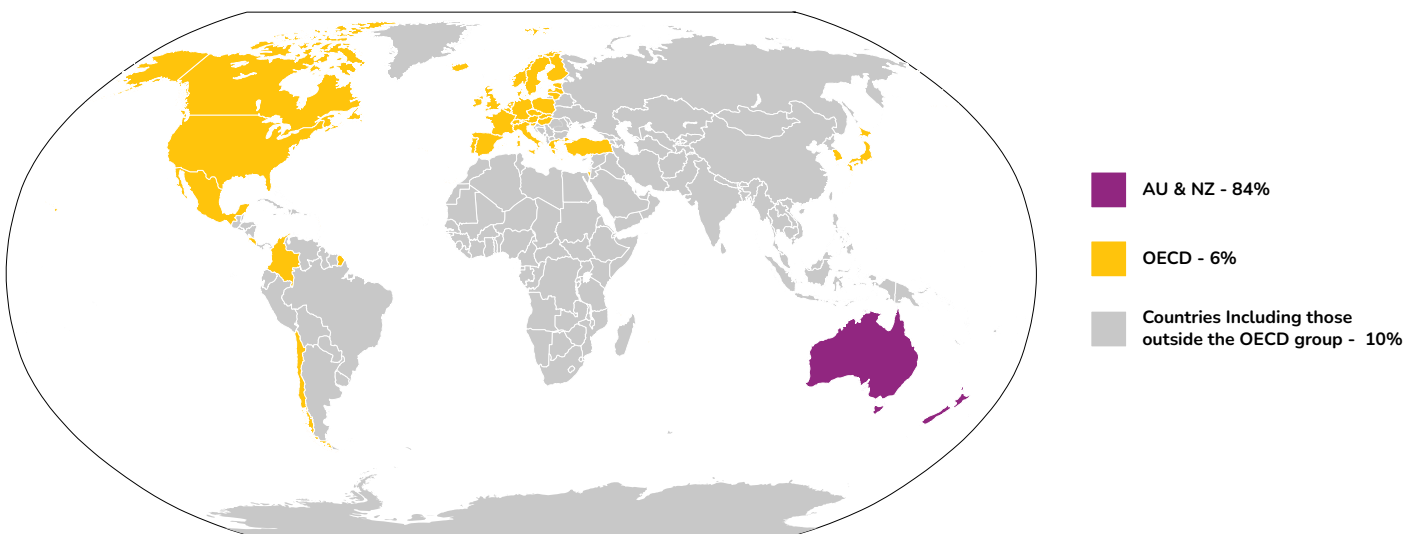 AU & NZ - 84%
OECD - 6%
Countries Including those
outside the OECD group - 10%